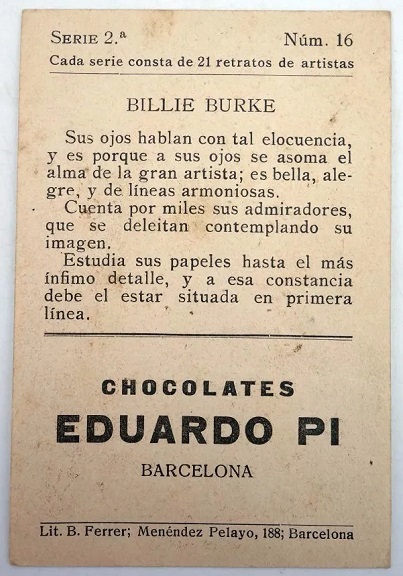 SERIE 2.ª Núm. 16
Cada serie consta de 21 retratos de artistas
BILLIE BURKE
Sus ojos hablan con tal elocuencia,
y es porque a sus ojos se asoma el
alma de la gran artista; es bella, ale-
gre, y de líneas armoniosas.
Cuenta por miles sus admiradores,
que se deleitan contemplando su
imagen.
Estudia sus papeles hasta el más
ínfimo detalle, y a esa constancia
debe el estar situada en primera
línea.
CHOCOLATES
EDUARDO PI
BARCELONA
Lit. B. Ferrer; Menéndez Pelayo, 188; Barcelona